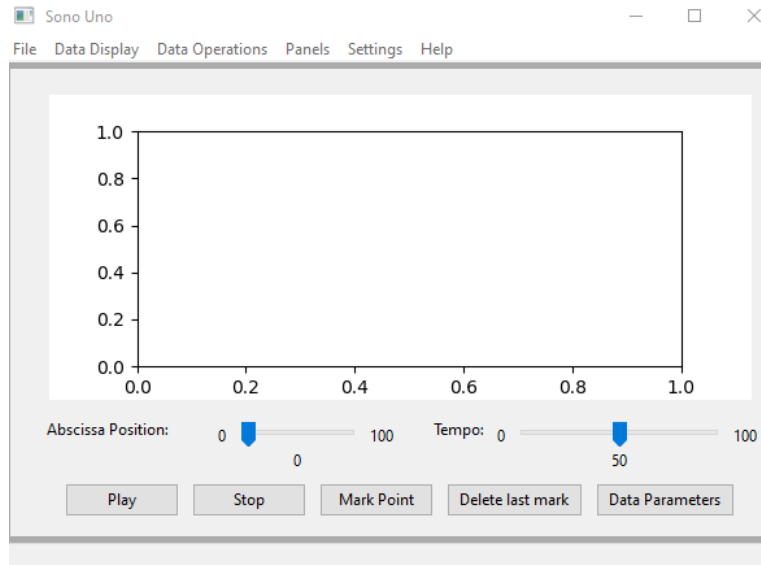 Sono Uno
File Data Display Data Operations Panels Settings Help
1.0
0.8
0.6
0.4
0.2
0.0
0.0 0.2 0.4 0.6 0.8 1.0
Abscissa Position: 0 100 Tempo: 0 100
0 50
Play Stop Mark Point Delete last mark Data Parameters